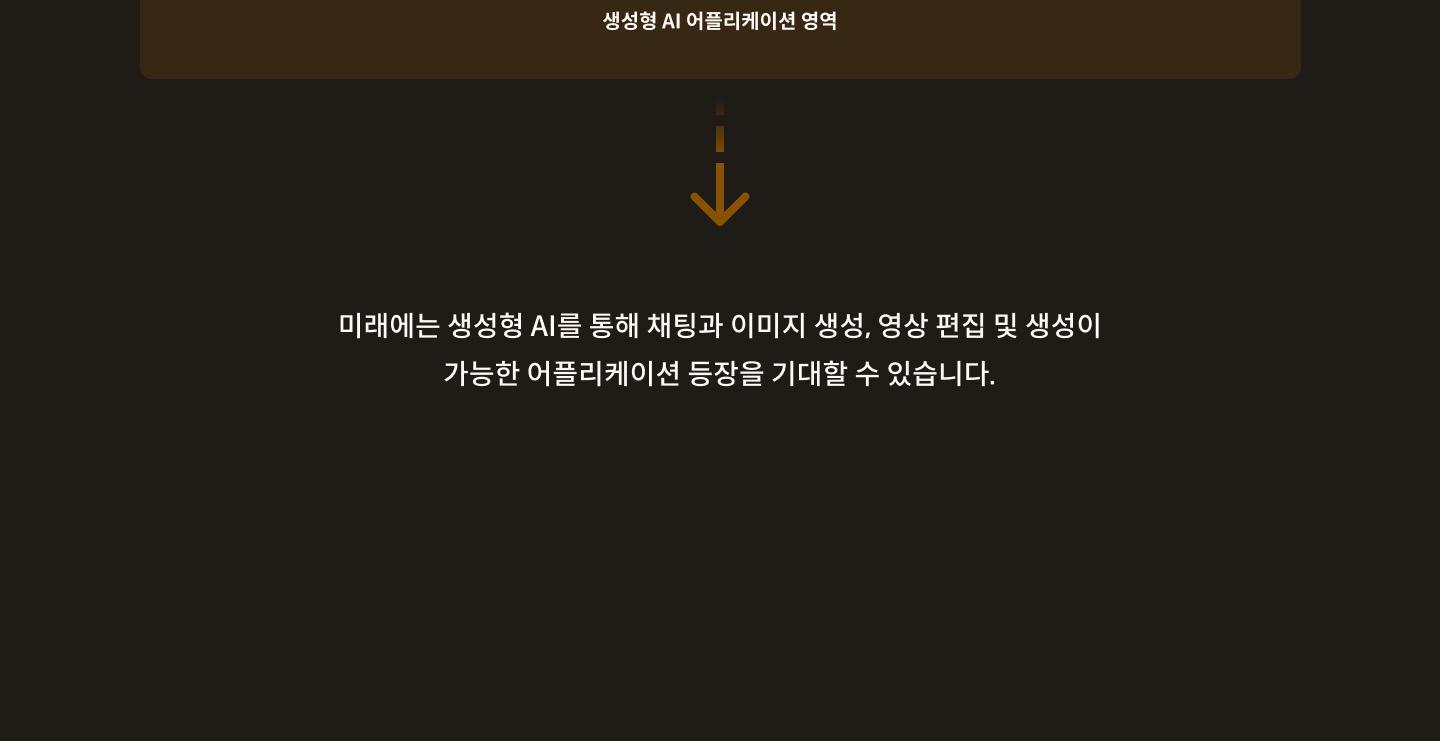 생성형 AI 어플리케이션 영역
미래에는 생성형 AI를 통해 채팅과 이미지 생성, 영상 편집 및 생성이
가능한 어플리케이션 등장을 기대할 수 있습니다.